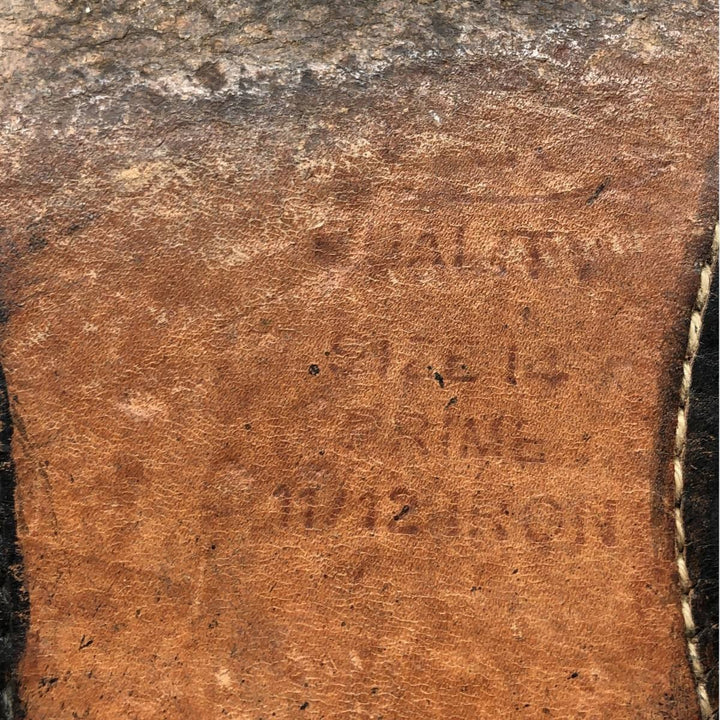 QUALITY
SIZE 14
PRIME
11/12 IRON